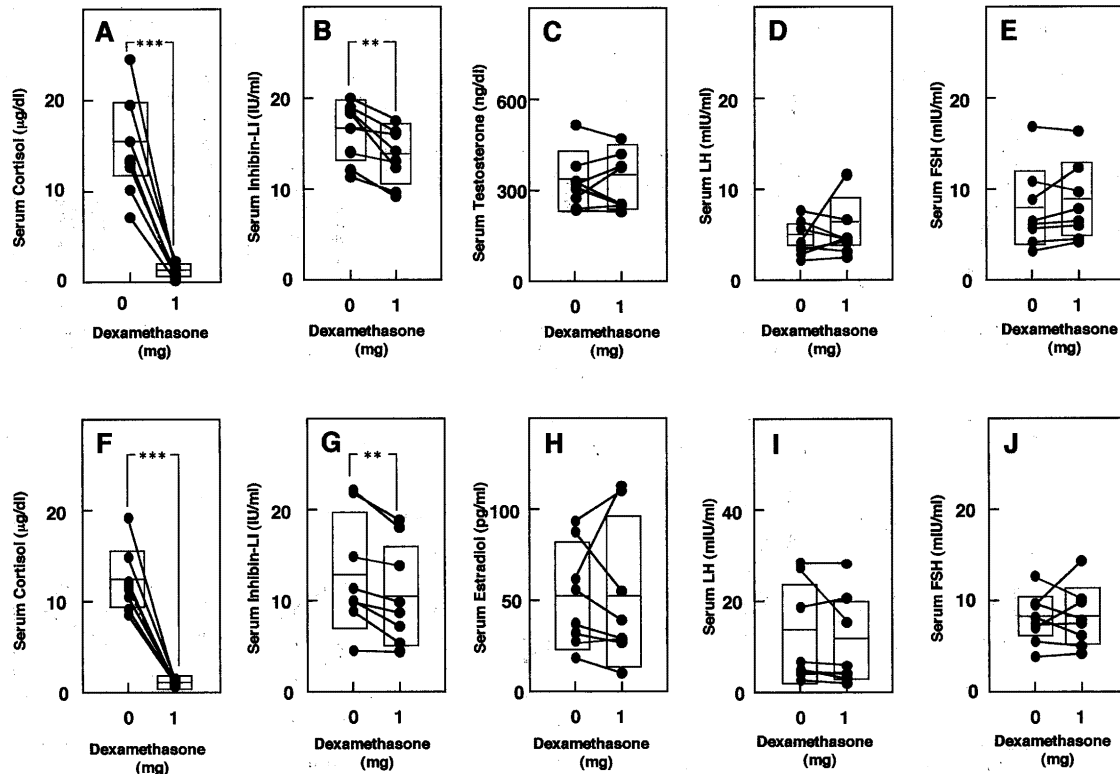 A
***
Serum Cortisol (µg/dl)
20
10
0
0 1
Dexamethasone
(mg)
B
**
Serum Inhibin-LI (IU/ml)
20
10
0
0 1
Dexamethasone
(mg)
C
Serum Testosterone (ng/dl)
600
300
0
0 1
Dexamethasone
(mg)
D
Serum LH (mIU/ml)
20
10
0
0 1
Dexamethasone
(mg)
E
Serum FSH (mIU/ml)
20
10
0
0 1
Dexamethasone
(mg)
F
***
Serum Cortisol (µg/dl)
20
10
0
0 1
Dexamethasone
(mg)
G
**
Serum Inhibin-LI (IU/ml)
20
10
0
0 1
Dexamethasone
(mg)
H
Serum Estradiol (pg/ml)
100
50
0
0 1
Dexamethasone
(mg)
I
Serum LH (mIU/ml)
40
20
0
0 1
Dexamethasone
(mg)
J
Serum FSH (mIU/ml)
20
10
0
0 1
Dexamethasone
(mg)